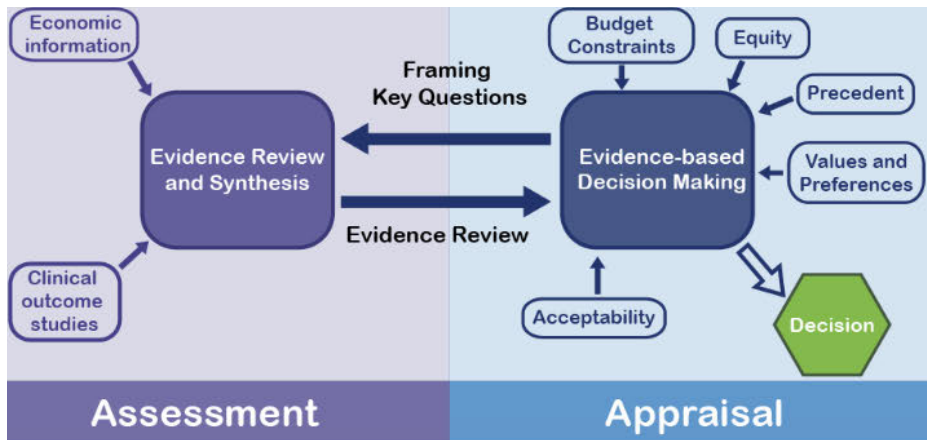 Economic
information
Evidence Review
and Synthesis
Clinical
outcome
studies
Framing
Key Questions
Evidence Review
Budget
Constraints
Equity
Precedent
Values and
Preferences
Evidence-based
Decision Making
Acceptability
Decision
Assessment
Appraisal